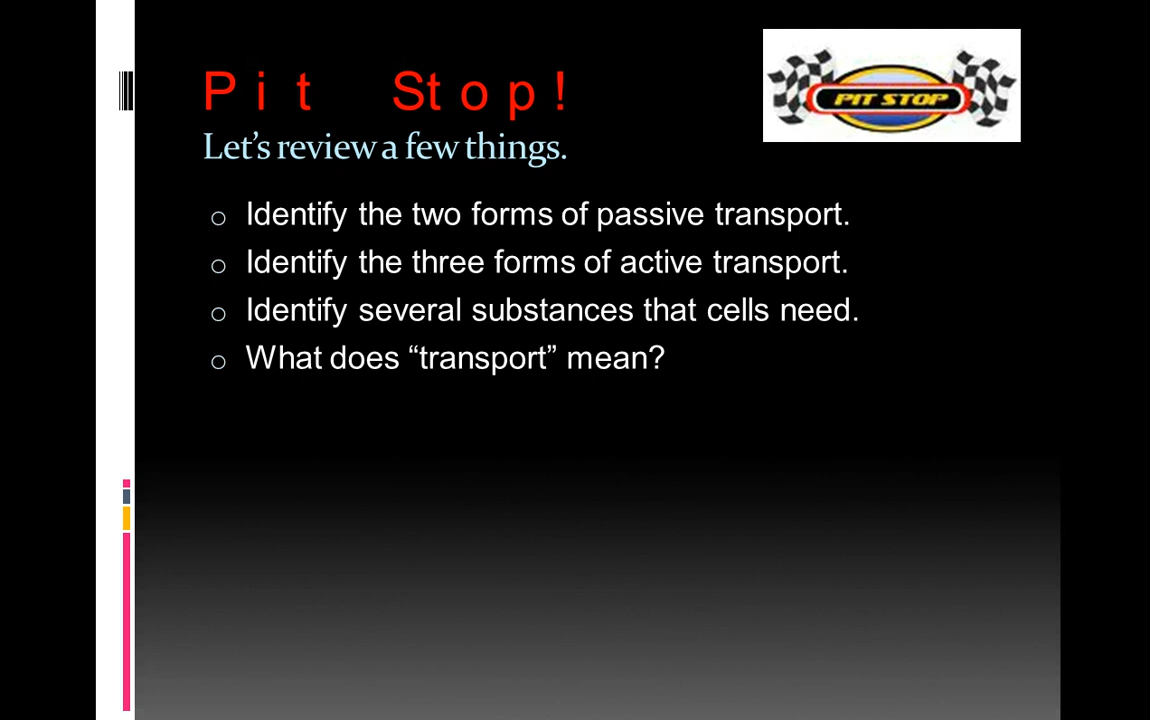 Pit Stop!
PIT STOP
Let’s review a few things.
o Identify the two forms of passive transport.
o Identify the three forms of active transport.
o Identify several substances that cells need.
o What does “transport” mean?